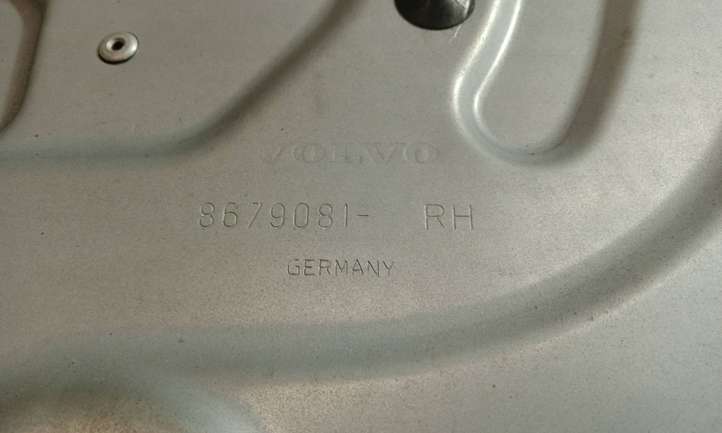 VOLVO
8679081- RH
GERMANY